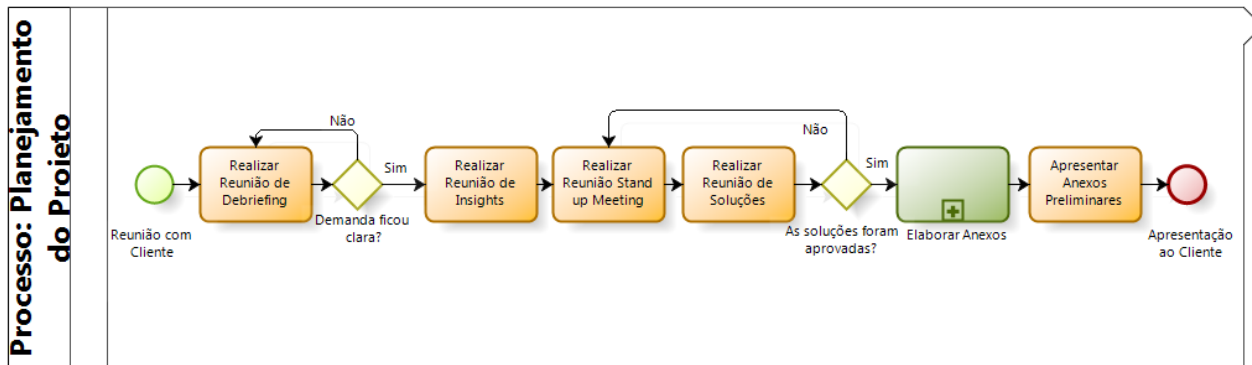 Processo: Planejamento
do Projeto
Reunião com
Cliente
Realizar
Reunião de
Debriefing
Não
Demanda ficou
clara?
Sim
Realizar
Reunião de
Insights
Realizar
Reunião Stand
up Meeting
Realizar
Reunião de
Soluções
Não
As soluções foram
aprovadas?
Sim
Elaborar Anexos
Apresentar
Anexos
Preliminares
Apresentação
ao Cliente